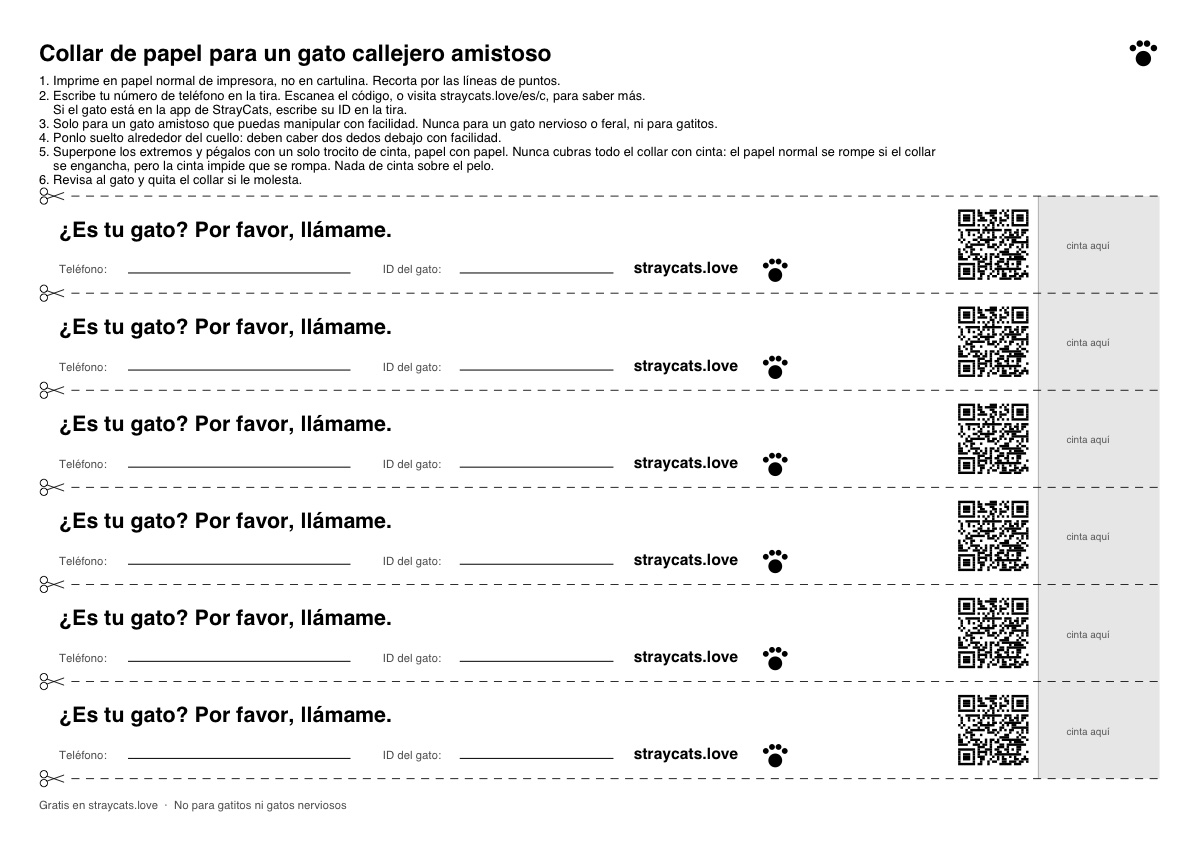 Collar de papel para un gato callejero amistoso
1. Imprime en papel normal de impresora, no en cartulina. Recorta por las líneas de puntos.
2. Escribe tu número de teléfono en la tira. Escanea el código, o visita straycats.love/es/c, para saber más.
Si el gato está en la app de StrayCats, escribe su ID en la tira.
3. Solo para un gato amistoso que puedas manipular con facilidad. Nunca para un gato nervioso o feral, ni para gatitos.
4. Ponlo suelto alrededor del cuello: deben caber dos dedos debajo con facilidad.
5. Superpone los extremos y pégalos con un solo trocito de cinta, papel con papel. Nunca cubras todo el collar con cinta: el papel normal se rompe si el collar
se engancha, pero la cinta impide que se rompa. Nada de cinta sobre el pelo.
6. Revisa al gato y quita el collar si le molesta.
¿Es tu gato? Por favor, llámame.
cinta aquí
Teléfono: ID del gato: straycats.love
¿Es tu gato? Por favor, llámame.
cinta aquí
Teléfono: ID del gato: straycats.love
¿Es tu gato? Por favor, llámame.
cinta aquí
Teléfono: ID del gato: straycats.love
¿Es tu gato? Por favor, llámame.
cinta aquí
Teléfono: ID del gato: straycats.love
¿Es tu gato? Por favor, llámame.
cinta aquí
Teléfono: ID del gato: straycats.love
¿Es tu gato? Por favor, llámame.
cinta aquí
Teléfono: ID del gato: straycats.love
Gratis en straycats.love · No para gatitos ni gatos nerviosos